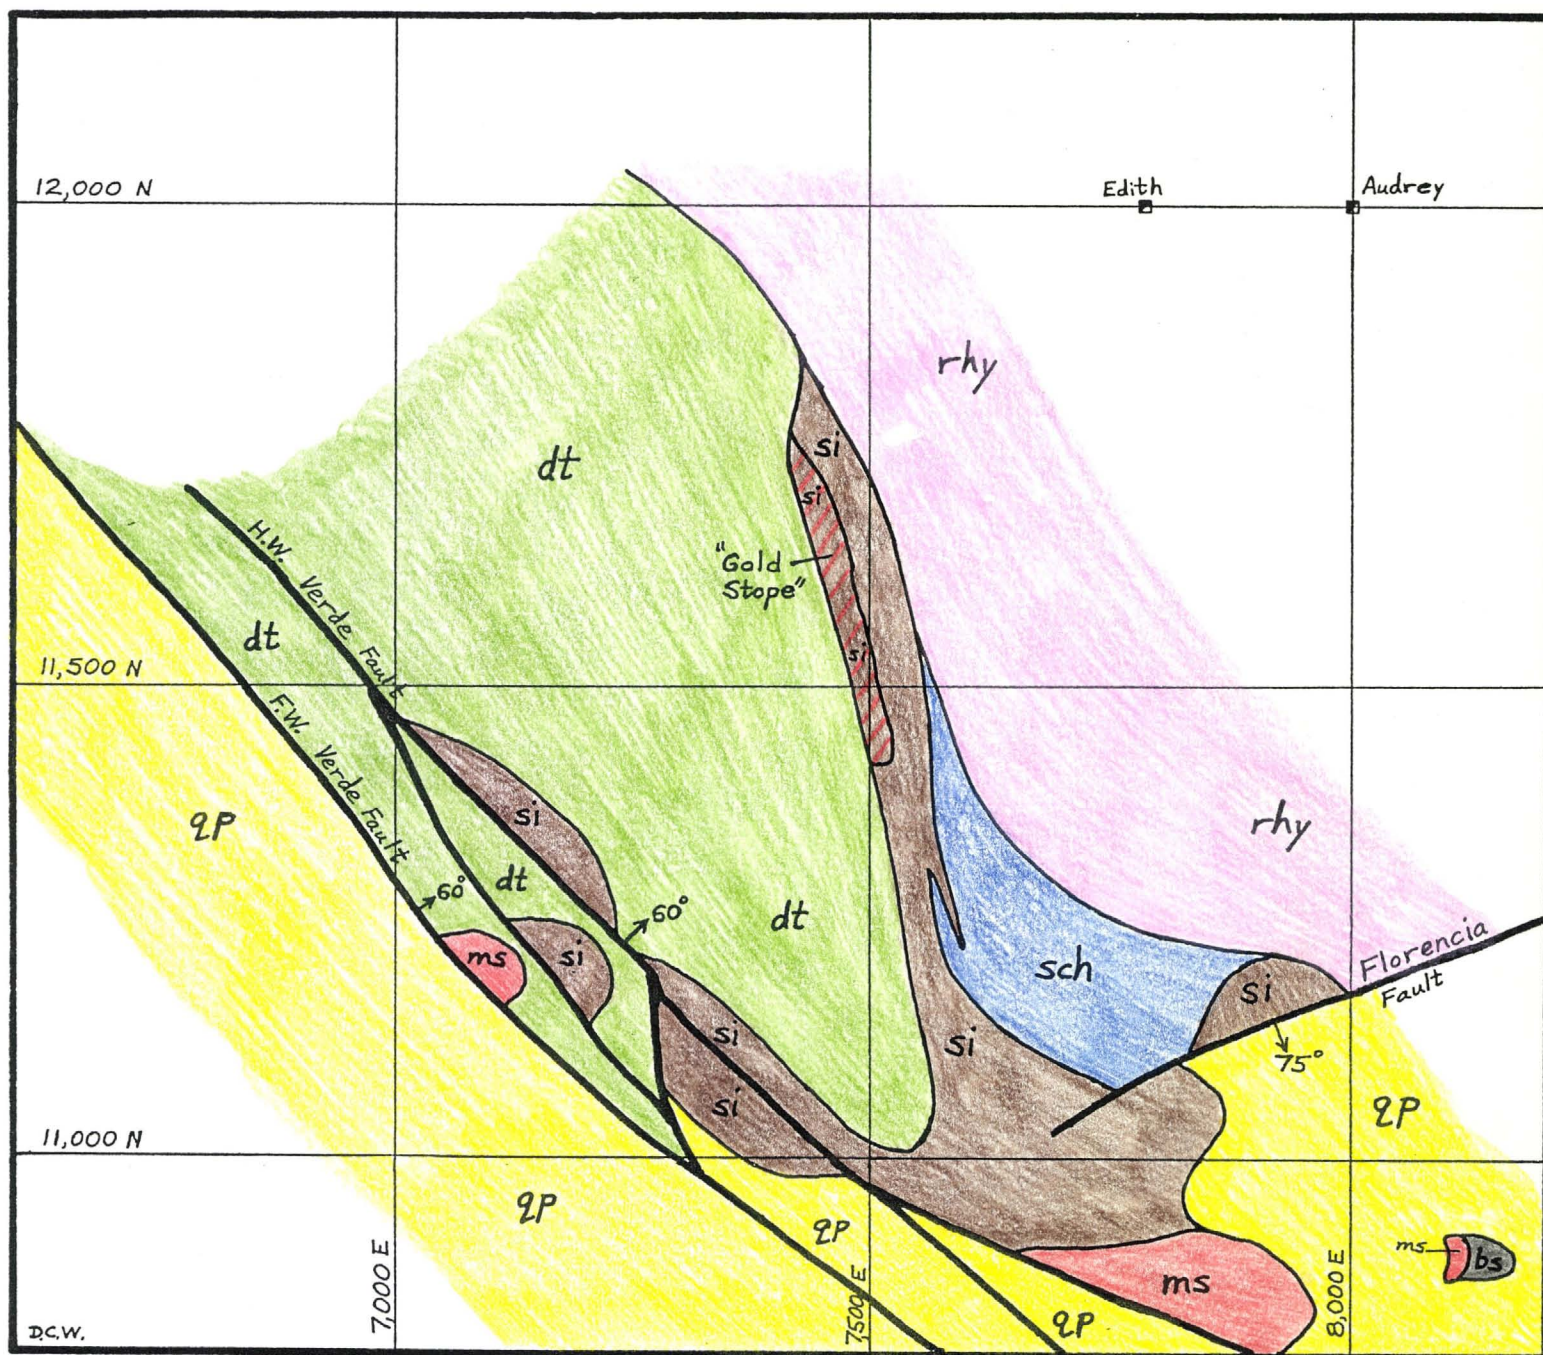 12,000 N
Edith
Audrey
rhy
si
dt
si
"Gold
Stope"
H.W. Verde Fault
dt
si
11,500 N
F.W. Verde Fault
qp
si
rhy
dt
60°
60°
dt
ms
si
sch
Florencia
Fault
si
si
si
75°
si
qp
11,000 N
qp
qp
ms
bs
ms
qp
7,000 E
7,500 E
8,000 E
D.C.W.